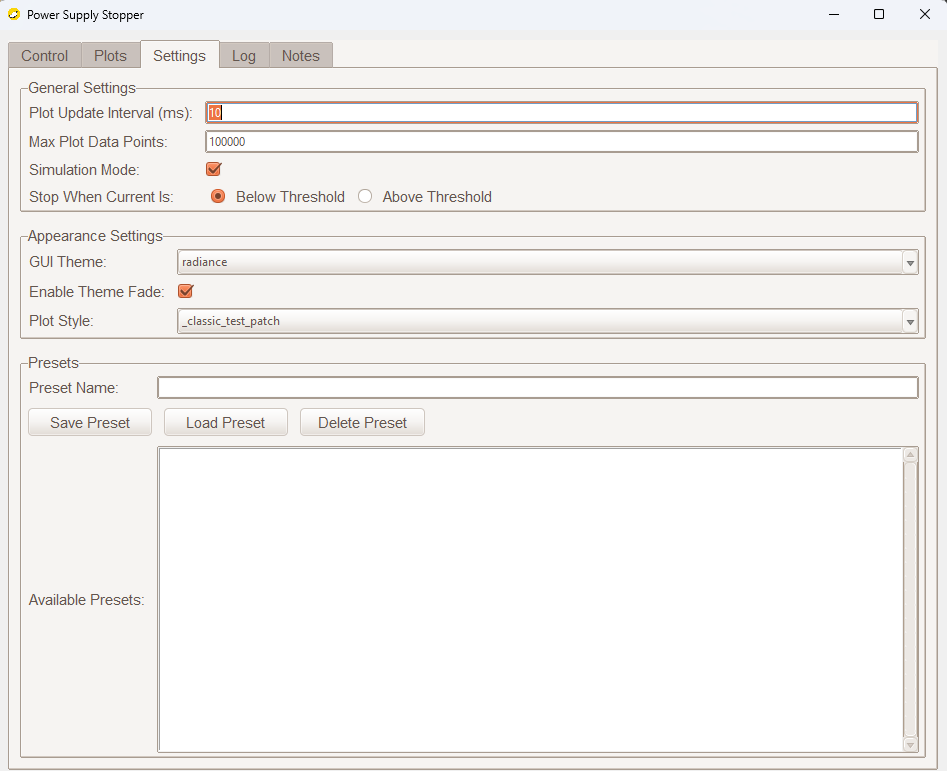 Power Supply Stopper
Control Plots Settings Log Notes
General Settings
Plot Update Interval (ms): 10
Max Plot Data Points: 100000
Simulation Mode:
Stop When Current Is: Below Threshold Above Threshold
Appearance Settings
GUI Theme: radiance
Enable Theme Fade:
Plot Style: _classic_test_patch
Presets
Preset Name:
Save Preset Load Preset Delete Preset
Available Presets: